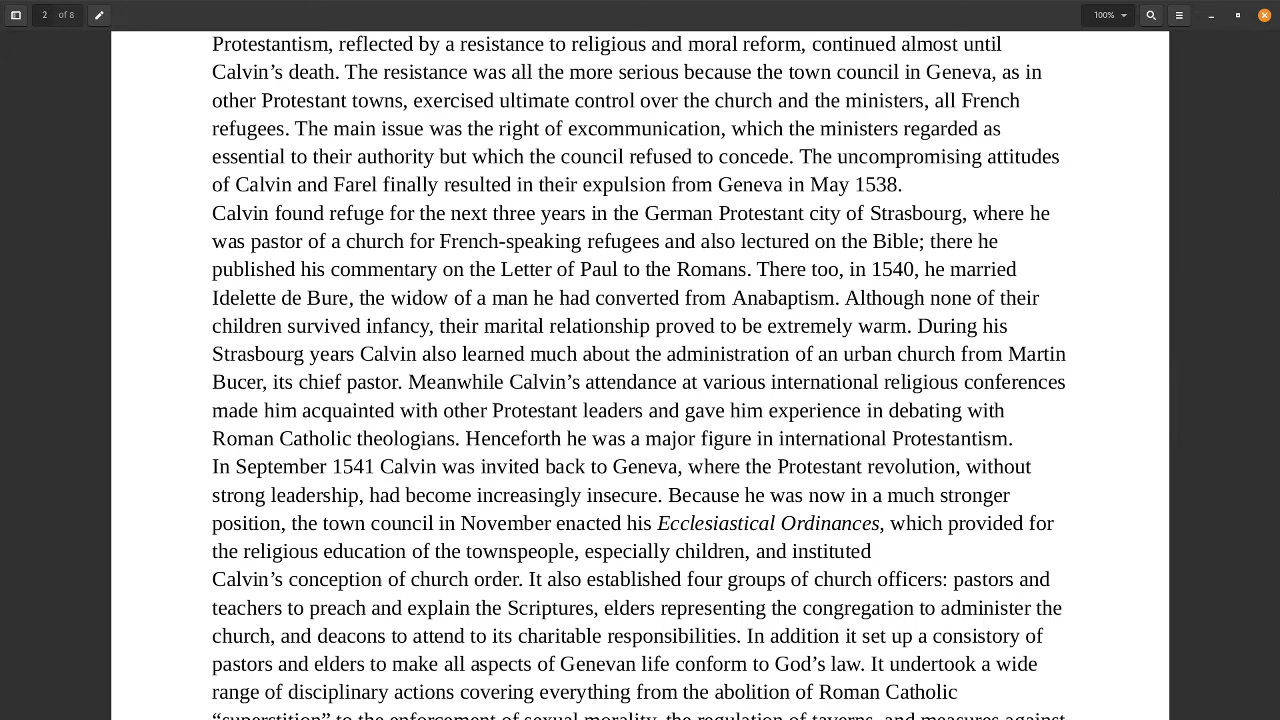 2 of 8
100%
Protestantism, reflected by a resistance to religious and moral reform, continued almost until
Calvin’s death. The resistance was all the more serious because the town council in Geneva, as in
other Protestant towns, exercised ultimate control over the church and the ministers, all French
refugees. The main issue was the right of excommunication, which the ministers regarded as
essential to their authority but which the council refused to concede. The uncompromising attitudes
of Calvin and Farel finally resulted in their expulsion from Geneva in May 1538.
Calvin found refuge for the next three years in the German Protestant city of Strasbourg, where he
was pastor of a church for French-speaking refugees and also lectured on the Bible; there he
published his commentary on the Letter of Paul to the Romans. There too, in 1540, he married
Idelette de Bure, the widow of a man he had converted from Anabaptism. Although none of their
children survived infancy, their marital relationship proved to be extremely warm. During his
Strasbourg years Calvin also learned much about the administration of an urban church from Martin
Bucer, its chief pastor. Meanwhile Calvin’s attendance at various international religious conferences
made him acquainted with other Protestant leaders and gave him experience in debating with
Roman Catholic theologians. Henceforth he was a major figure in international Protestantism.
In September 1541 Calvin was invited back to Geneva, where the Protestant revolution, without
strong leadership, had become increasingly insecure. Because he was now in a much stronger
position, the town council in November enacted his Ecclesiastical Ordinances, which provided for
the religious education of the townspeople, especially children, and instituted
Calvin’s conception of church order. It also established four groups of church officers: pastors and
teachers to preach and explain the Scriptures, elders representing the congregation to administer the
church, and deacons to attend to its charitable responsibilities. In addition it set up a consistory of
pastors and elders to make all aspects of Genevan life conform to God’s law. It undertook a wide
range of disciplinary actions covering everything from the abolition of Roman Catholic
“superstition” to the enforcement of sexual morality, the regulation of taverns, and measures against